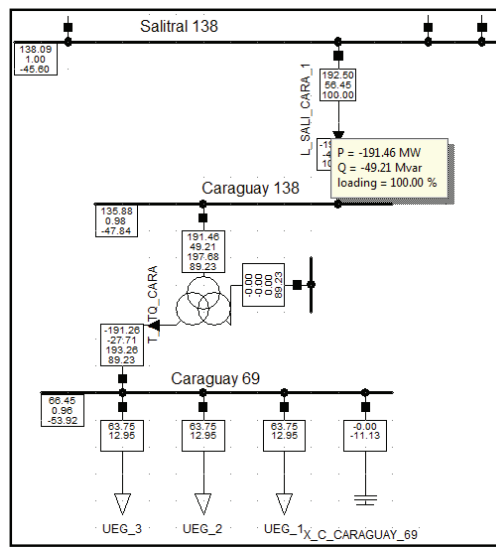 Salitral 138
138.09
1.00
-45.60
192.50
56.45
100.00
L_SALI_CARA_1
P = -191.46 MW
Q = -49.21 Mvar
loading = 100.00 %
Caraguay 138
135.88
0.98
-47.84
191.46
49.21
197.68
89.23
-0.00
-0.00
0.00
89.23
-191.26
-27.71
193.26
89.23
Caraguay 69
66.45
0.96
-53.92
63.75
12.95
63.75
12.95
63.75
12.95
-0.00
-11.13
UEG_3
UEG_2
UEG_1
X_C_CARAGUAY_69